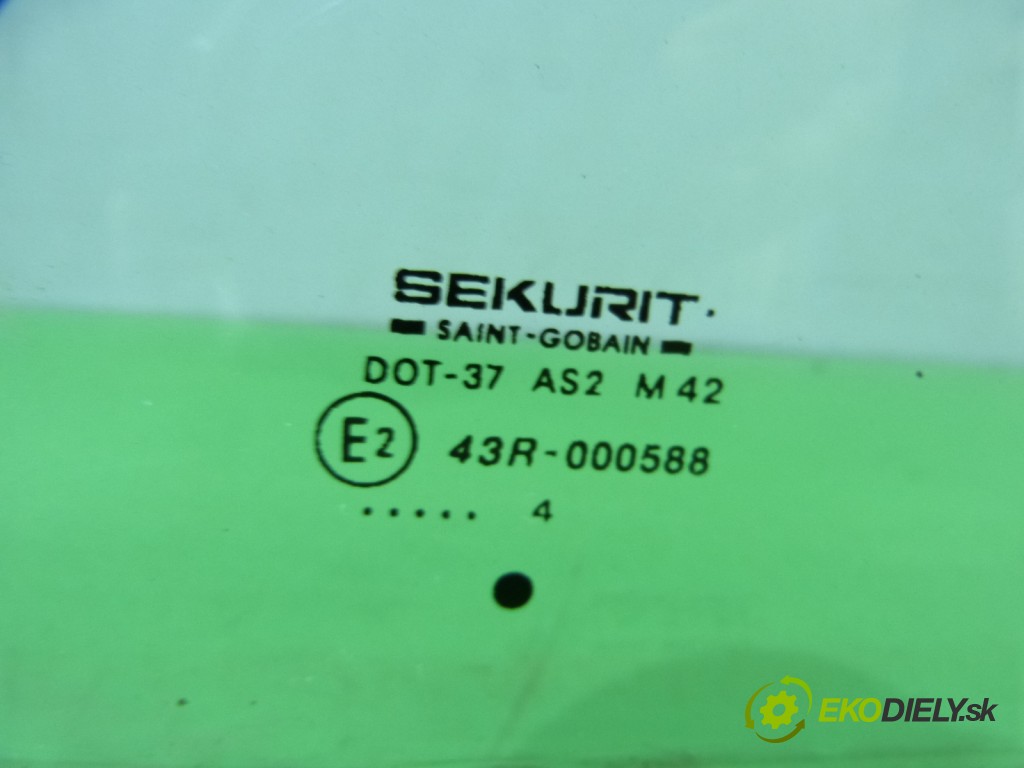 SEKURIT
SAINT-GOBAIN
DOT-37 AS2 M42
E2 43R-000588
..... 4
EKODIELY.sk